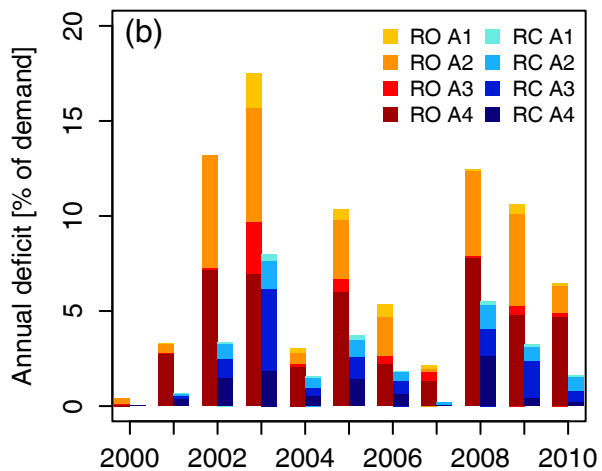 (b)
RO A1 RC A1
RO A2 RC A2
RO A3 RC A3
RO A4 RC A4
Annual deficit [% of demand]
20
15
10
5
0
2000 2002 2004 2006 2008 2010